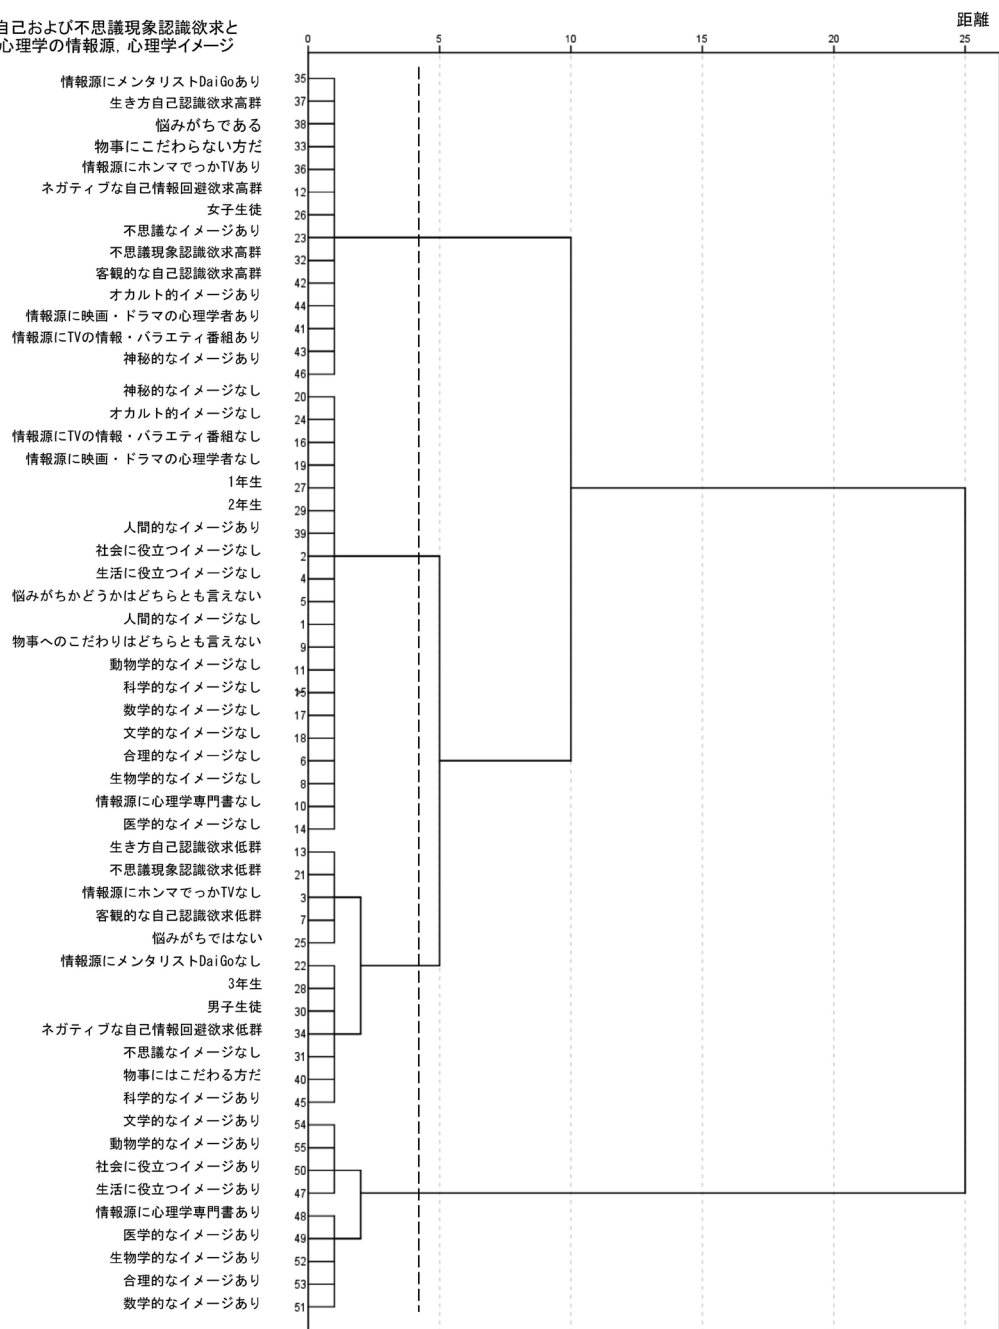 自己および不思議現象認識欲求と
心理学の情報源, 心理学イメージ
距離
0 5 10 15 20 25
情報源にメンタリストDaiGoあり 35
生き方自己認識欲求高群 37
悩みがちである 38
物事にこだわらない方だ 33
情報源にホンマでっかTVあり 36
ネガティブな自己情報回避欲求高群 12
女子生徒 26
不思議なイメージあり 23
不思議現象認識欲求高群 32
客観的な自己認識欲求高群 42
オカルト的イメージあり 44
情報源に映画・ドラマの心理学者あり 41
情報源にTVの情報・バラエティ番組あり 43
神秘的なイメージあり 46
神秘的なイメージなし 20
オカルト的イメージなし 24
情報源にTVの情報・バラエティ番組なし 16
情報源に映画・ドラマの心理学者なし 19
1年生 27
2年生 29
人間的なイメージあり 39
社会に役立つイメージなし 2
生活に役立つイメージなし 4
悩みがちかどうかはどちらとも言えない 5
人間的なイメージなし 1
物事へのこだわりはどちらとも言えない 9
動物学的なイメージなし 11
科学的なイメージなし 15
数学的なイメージなし 17
文学的なイメージなし 18
合理的なイメージなし 6
生物学的なイメージなし 8
情報源に心理学専門書なし 10
医学的なイメージなし 14
生き方自己認識欲求低群 13
不思議現象認識欲求低群 21
情報源にホンマでっかTVなし 3
客観的な自己認識欲求低群 7
悩みがちではない 25
情報源にメンタリストDaiGoなし 22
3年生 28
男子生徒 30
ネガティブな自己情報回避欲求低群 34
不思議なイメージなし 31
物事にはこだわる方だ 40
科学的なイメージあり 45
文学的なイメージあり 54
動物学的なイメージあり 55
社会に役立つイメージあり 50
生活に役立つイメージあり 47
情報源に心理学専門書あり 48
医学的なイメージあり 49
生物学的なイメージあり 52
合理的なイメージあり 53
数学的なイメージあり 51